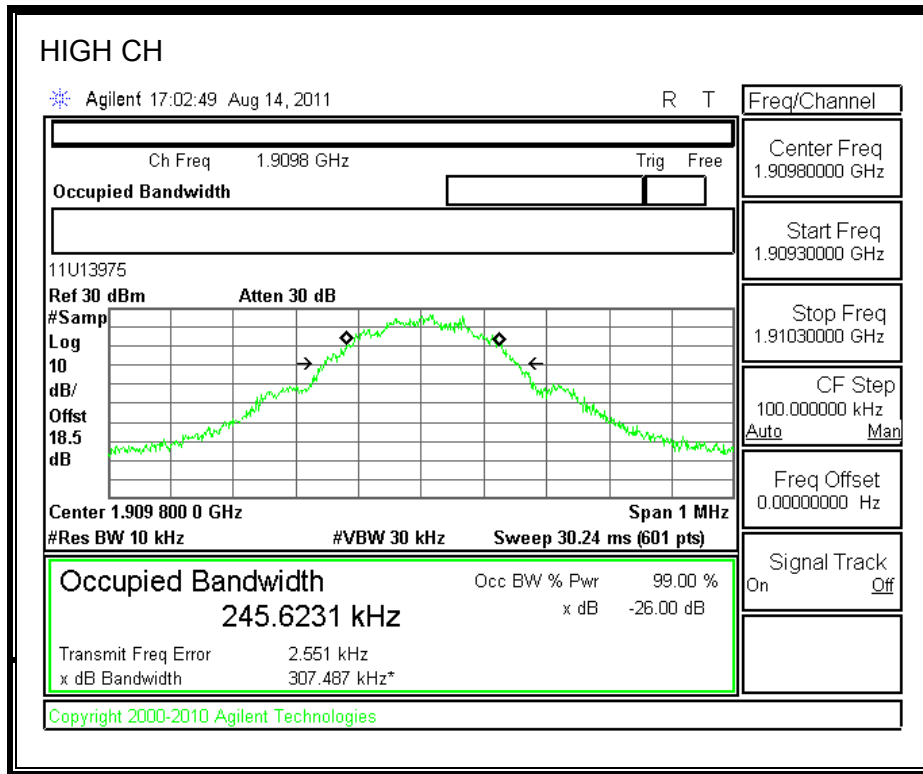 HIGH CH
Agilent 17:02:49 Aug 14, 2011 R T
Freq/Channel
Ch Freq 1.9098 GHz Trig Free
Occupied Bandwidth
Center Freq
1.90980000 GHz
Start Freq
1.90930000 GHz
11U13975
Ref 30 dBm Atten 30 dB
#Samp
Log
10
dB/
Offst
18.5
dB
Stop Freq
1.91030000 GHz
CF Step
100.000000 kHz
Auto Man
Freq Offset
0.00000000 Hz
Center 1.909 800 0 GHz Span 1 MHz
#Res BW 10 kHz #VBW 30 kHz Sweep 30.24 ms (601 pts)
Signal Track
On Off
Occupied Bandwidth Occ BW % Pwr 99.00 %
245.6231 kHz x dB -26.00 dB
Transmit Freq Error 2.551 kHz
x dB Bandwidth 307.487 kHz*
Copyright 2000-2010 Agilent Technologies